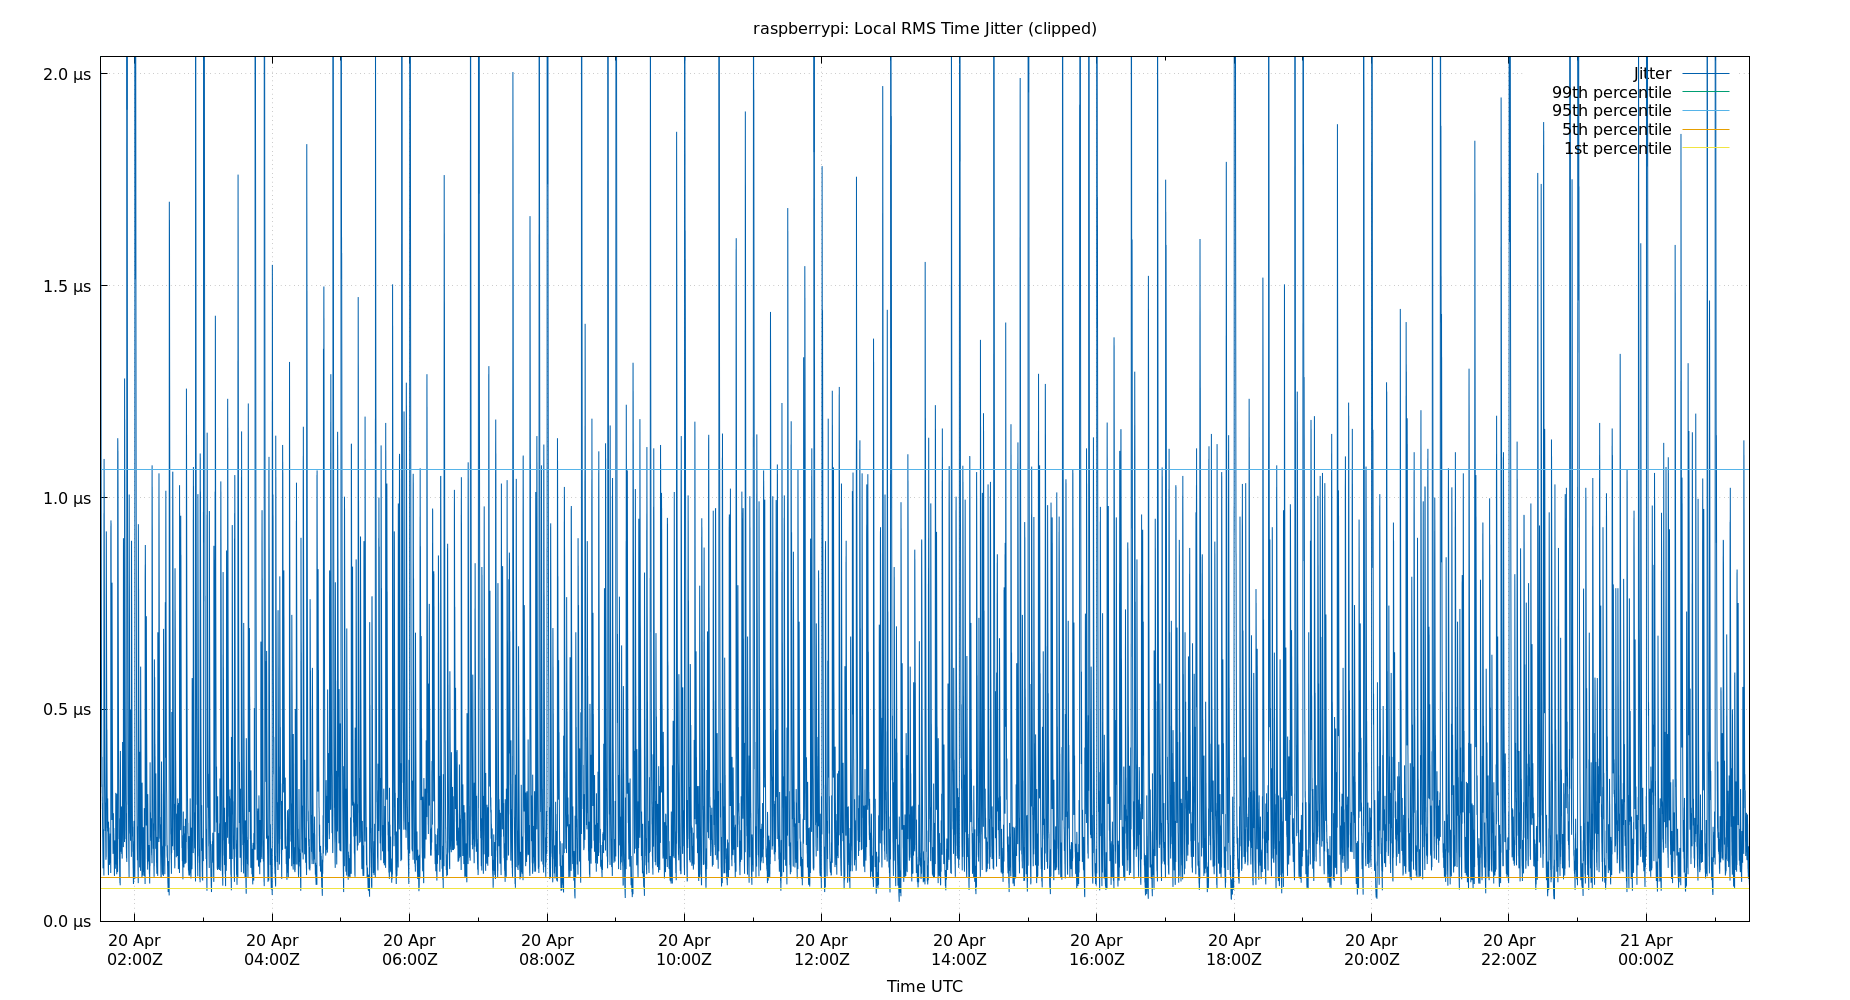 raspberrypi: Local RMS Time Jitter (clipped)
2.0 µs
1.5 µs
1.0 µs
0.5 µs
0.0 µs
Jitter
99th percentile
95th percentile
5th percentile
1st percentile
20 Apr 20 Apr 20 Apr 20 Apr 20 Apr 20 Apr 20 Apr 20 Apr 20 Apr 20 Apr 20 Apr 21 Apr
02:00Z 04:00Z 06:00Z 08:00Z 10:00Z 12:00Z 14:00Z 16:00Z 18:00Z 20:00Z 22:00Z 00:00Z
Time UTC